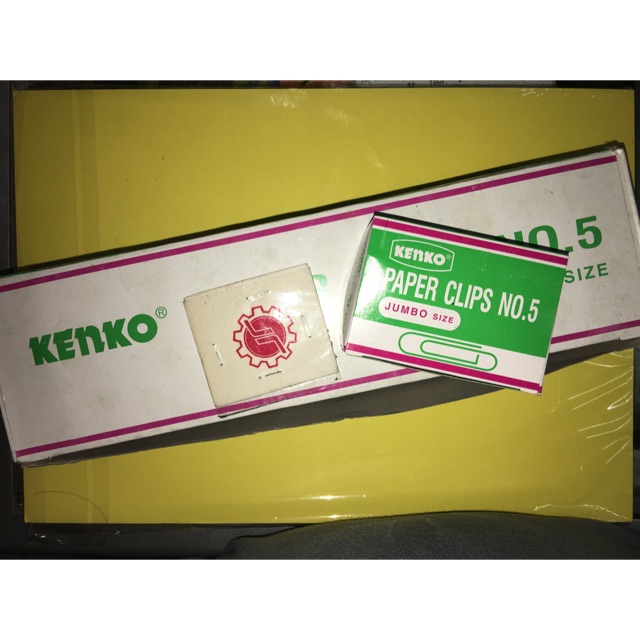 KENKO®
NO.5
SIZE
KENKO
PAPER CLIPS NO.5
JUMBO SIZE